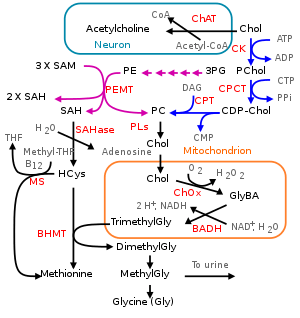 CoA ChAT
Acetylcholine Chol
Neuron Acetyl-CoA
ATP
CK
ADP
3 X SAM PE 3PG PChol
PEMT DAG CPCT CTP
CPT PPi
2 X SAH SAH PC CDP-Chol
PLs CMP
H2O SAHase
THF Chol
Methyl-THF Adenosine Mitochondrion
B12
MS HCys Chol O2 H2O2
ChOx
GlyBA
2 H+, NADH
TrimethylGly
BHMT BADH NAD+, H2O
DimethylGly
To urine
Methionine MethylGly
Glycine (Gly)